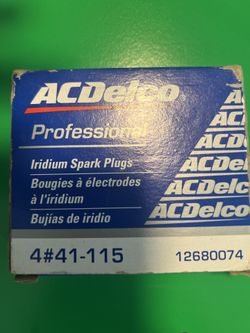 ACDelco
Professional
Iridium Spark Plugs
Bougies à électrodes
à l'iridium
Bujías de iridio
ACDelco
ACDelco
ACDelco
ACDelco
ACDelco
4#41-115
12680074